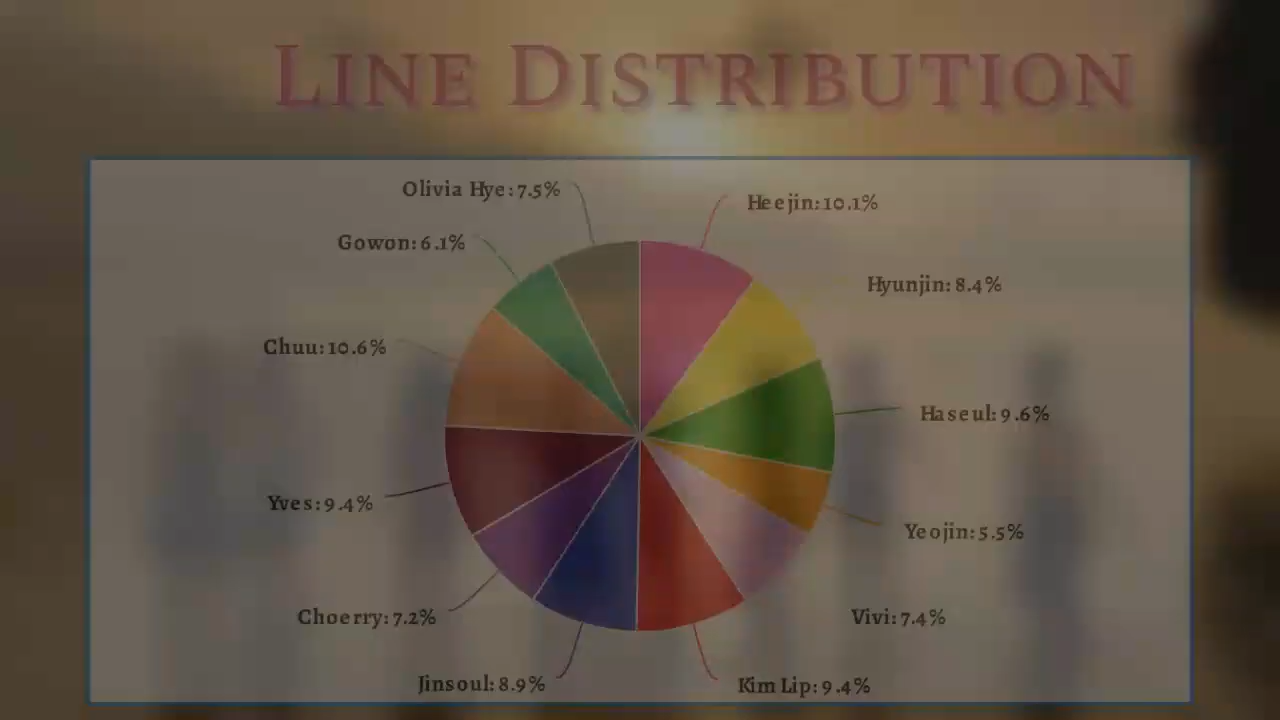 LINE DISTRIBUTION
Olivia Hye: 7.5%
Heejin: 10.1%
Gowon: 6.1%
Hyunjin: 8.4%
Chuu: 10.6%
Haseul: 9.6%
Yves: 9.4%
Yeojin: 5.5%
Choerry: 7.2%
Vivi: 7.4%
Jinsoul: 8.9%
Kim Lip: 9.4%